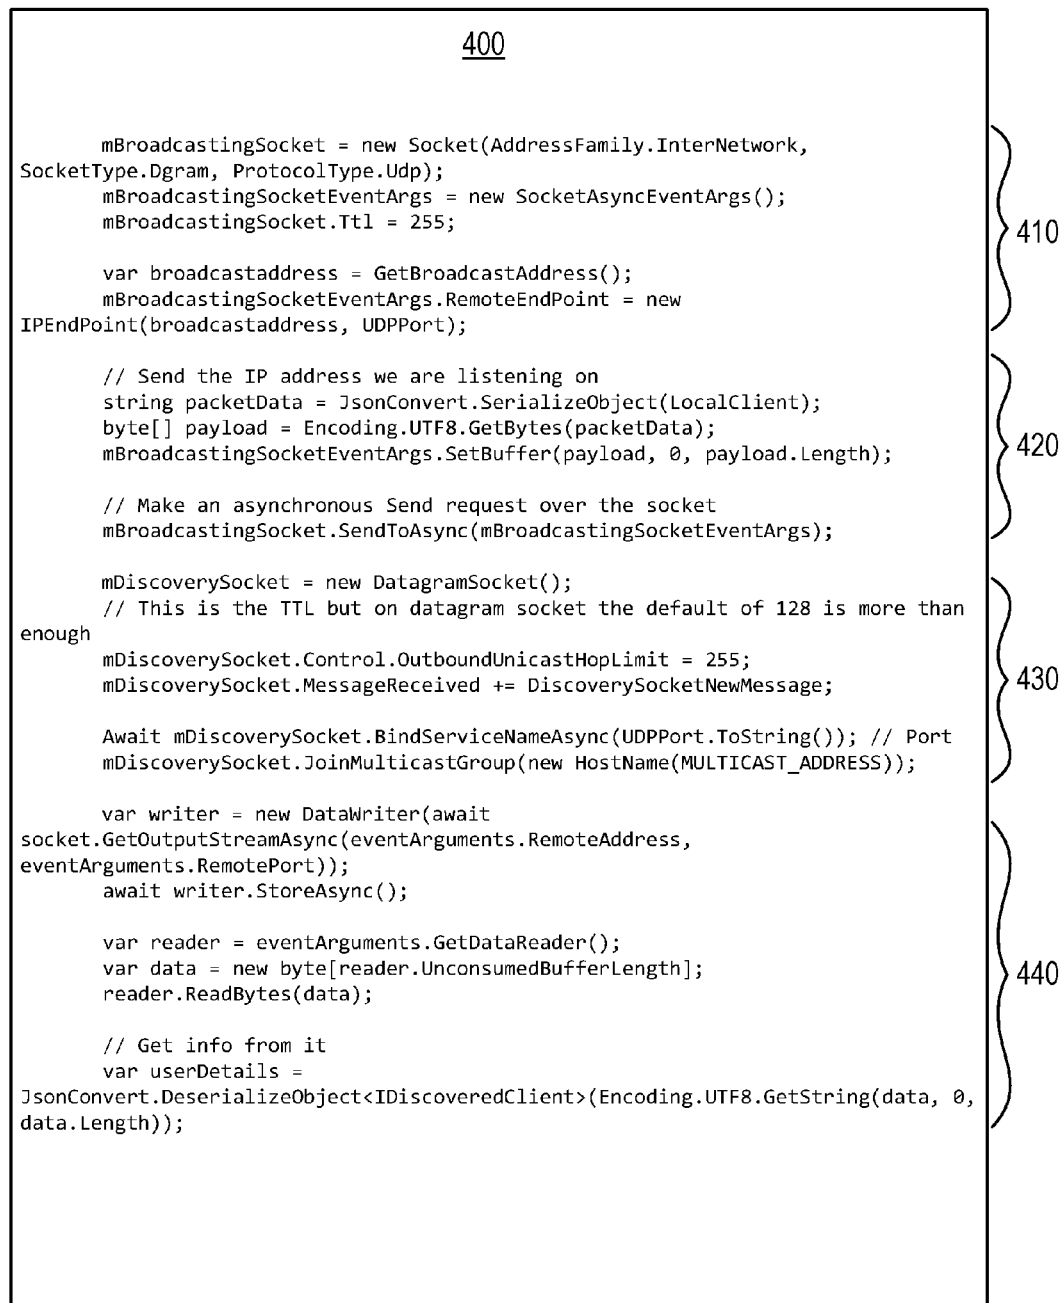 400
mBroadcastingSocket = new Socket(AddressFamily.InterNetwork,
SocketType.Dgram, ProtocolType.Udp);
mBroadcastingSocketEventArgs = new SocketAsyncEventArgs();
mBroadcastingSocket.Ttl = 255;
var broadcastaddress = GetBroadcastAddress();
mBroadcastingSocketEventArgs.RemoteEndPoint = new
IPEndPoint(broadcastaddress, UDPPort);
410
// Send the IP address we are listening on
string packetData = JsonConvert.SerializeObject(LocalClient);
byte[] payload = Encoding.UTF8.GetBytes(packetData);
mBroadcastingSocketEventArgs.SetBuffer(payload, 0, payload.Length);
// Make an asynchronous Send request over the socket
mBroadcastingSocket.SendToAsync(mBroadcastingSocketEventArgs);
420
mDiscoverySocket = new DatagramSocket();
// This is the TTL but on datagram socket the default of 128 is more than
enough
mDiscoverySocket.Control.OutboundUnicastHopLimit = 255;
mDiscoverySocket.MessageReceived += DiscoverySocketNewMessage;
Await mDiscoverySocket.BindServiceNameAsync(UDPPort.ToString()); // Port
mDiscoverySocket.JoinMulticastGroup(new HostName(MULTICAST_ADDRESS));
430
var writer = new DataWriter(await
socket.GetOutputStreamAsync(eventArguments.RemoteAddress,
eventArguments.RemotePort));
await writer.StoreAsync();
var reader = eventArguments.GetDataReader();
var data = new byte[reader.UnconsumedBufferLength];
reader.ReadBytes(data);
// Get info from it
var userDetails =
JsonConvert.DeserializeObject<IDiscoveredClient>(Encoding.UTF8.GetString(data, 0,
data.Length));
440